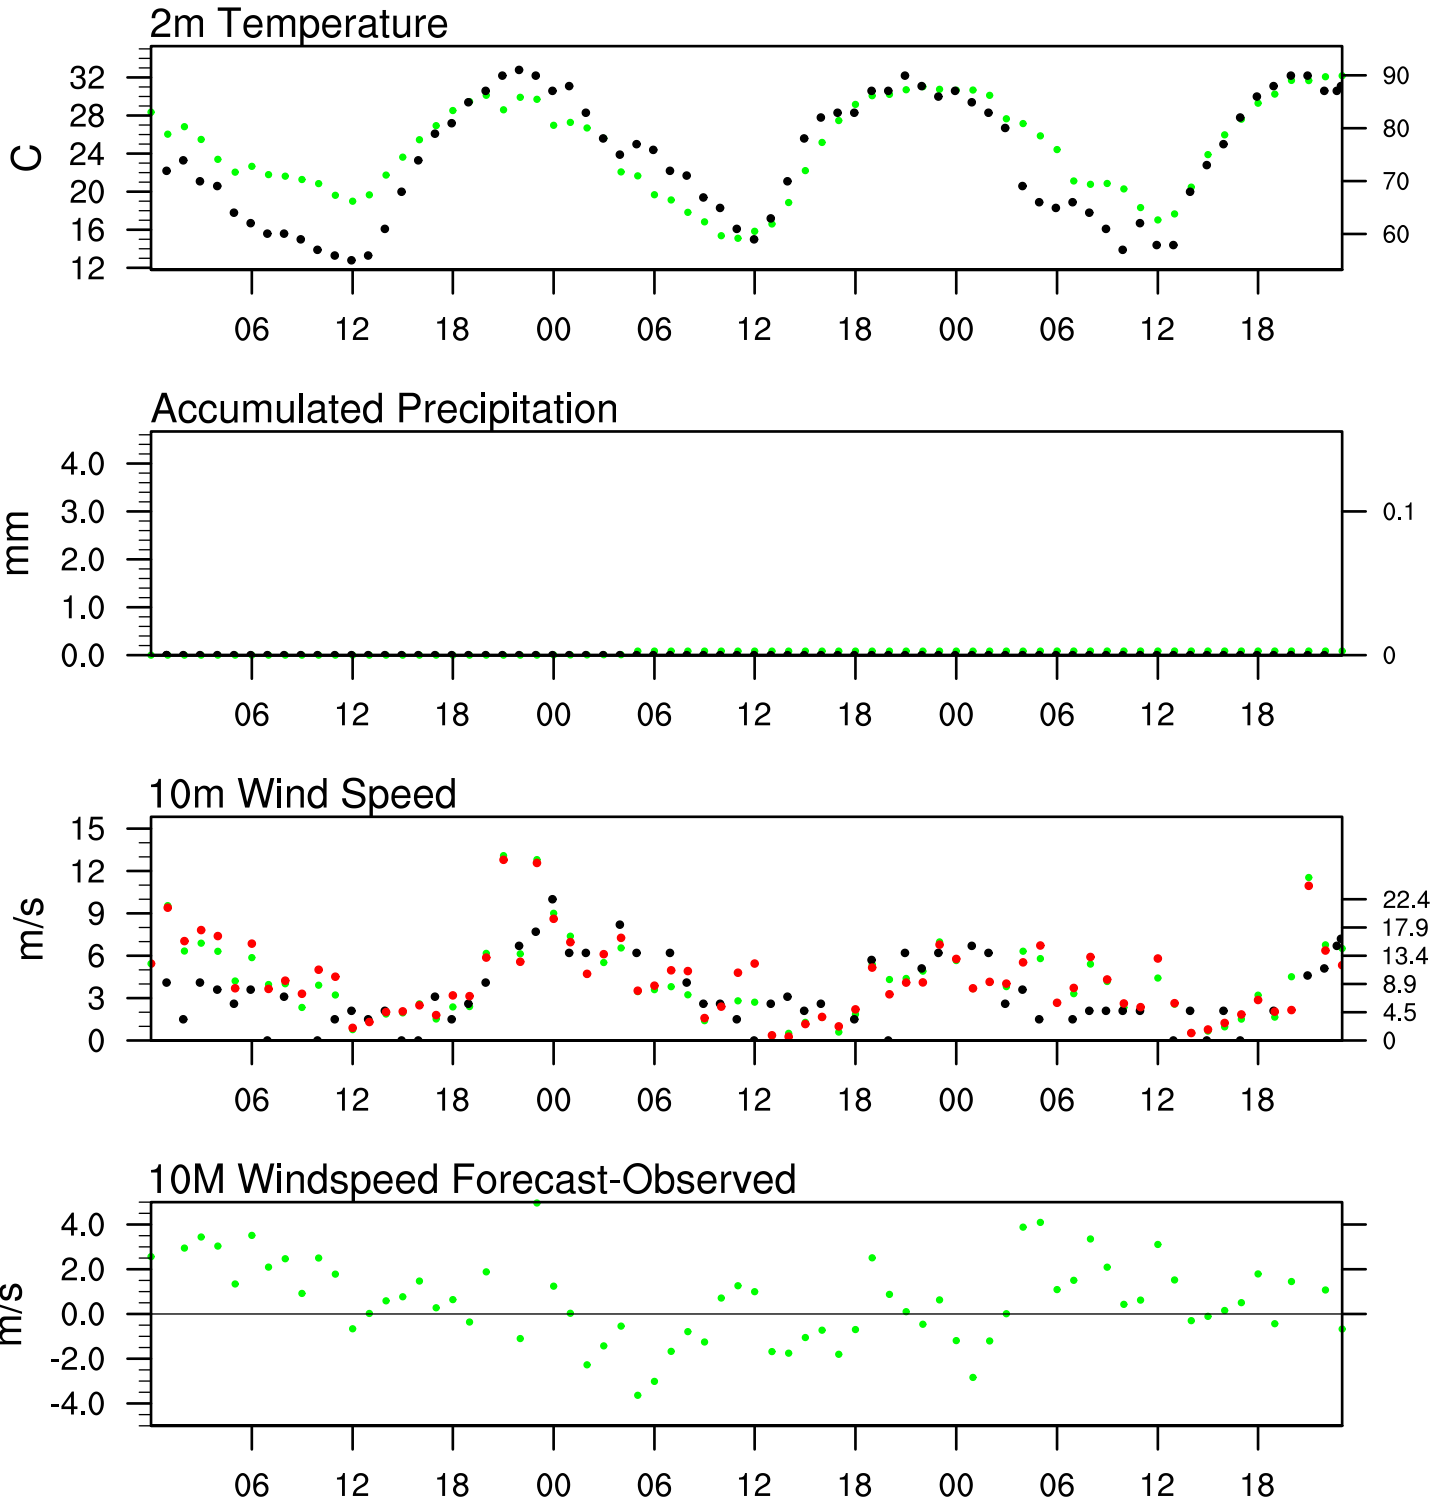 2m Temperature
C
32
28
24
20
16
12
90
80
70
60
06 12 18 00 06 12 18 00 06 12 18
Accumulated Precipitation
mm
4.0
3.0
2.0
1.0
0.0
0.1
0
06 12 18 00 06 12 18 00 06 12 18
10m Wind Speed
m/s
15
12
9
6
3
0
22.4
17.9
13.4
8.9
4.5
0
06 12 18 00 06 12 18 00 06 12 18
10M Windspeed Forecast-Observed
m/s
4.0
2.0
0.0
-2.0
-4.0
06 12 18 00 06 12 18 00 06 12 18